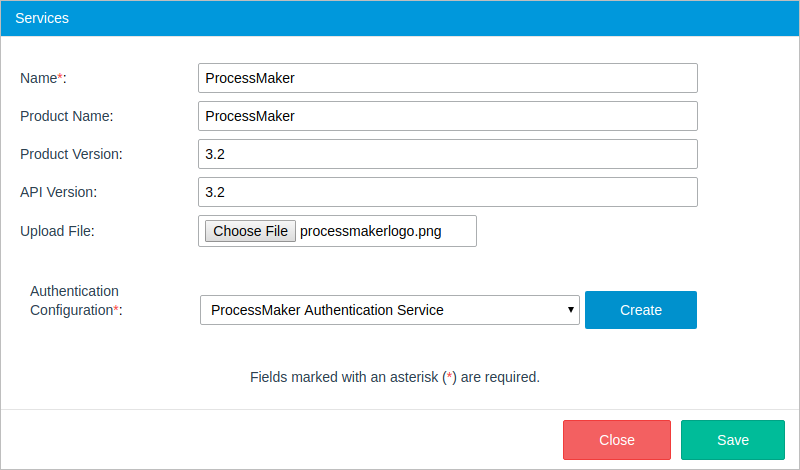 Services
Name*: ProcessMaker
Product Name: ProcessMaker
Product Version: 3.2
API Version: 3.2
Upload File: Choose File processmakerlogo.png
Authentication
Configuration*: ProcessMaker Authentication Service Create
Fields marked with an asterisk (*) are required.
Close Save